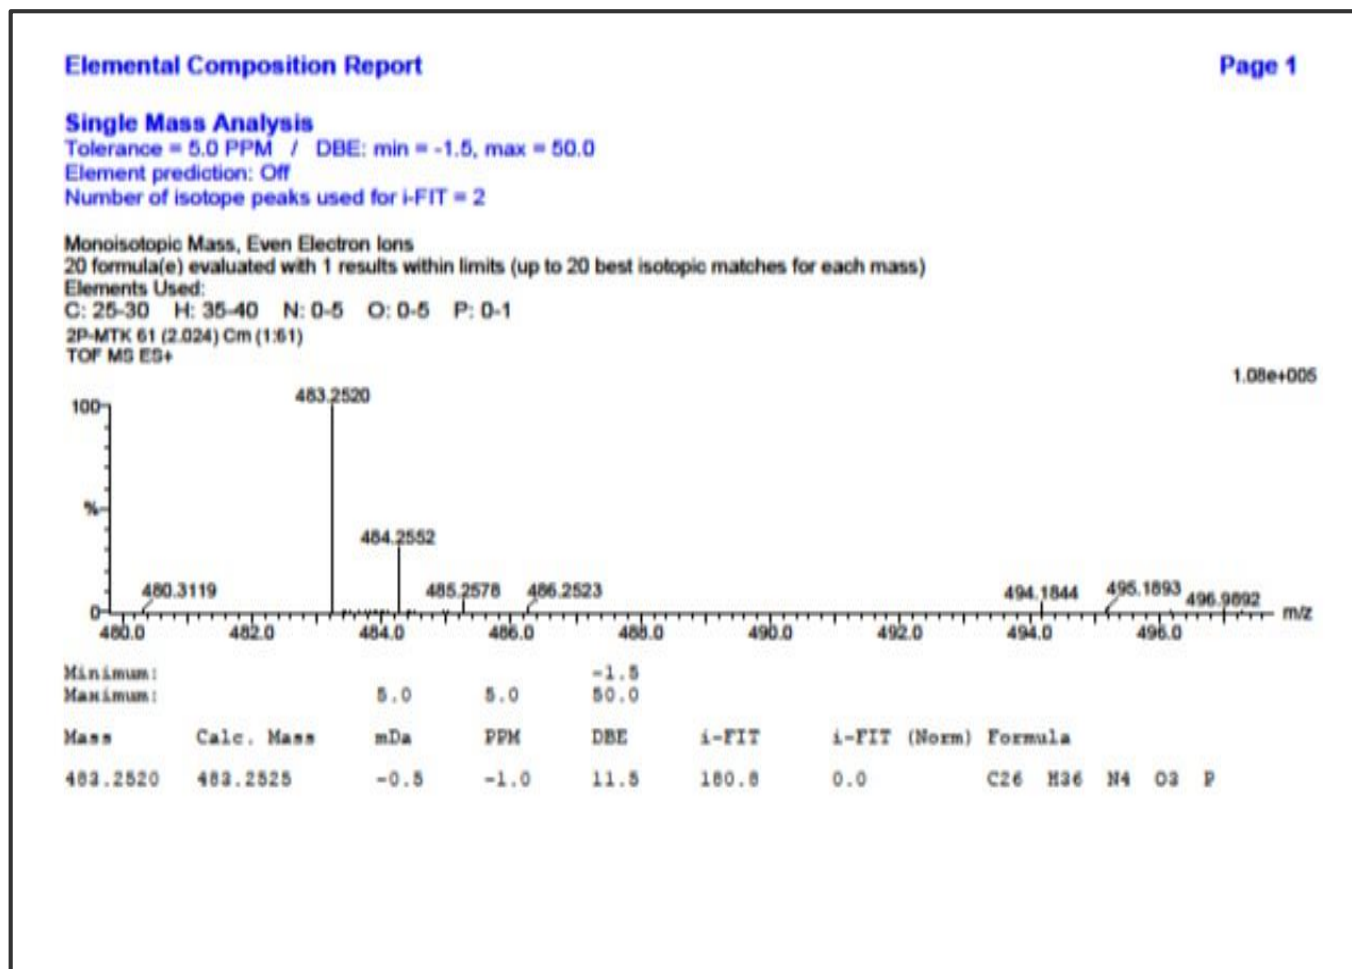 Elemental Composition Report Page 1
Single Mass Analysis
Tolerance = 5.0 PPM / DBE: min = -1.5, max = 50.0
Element prediction: Off
Number of isotope peaks used for i-FIT = 2
Monoisotopic Mass, Even Electron Ions
20 formula(e) evaluated with 1 results within limits (up to 20 best isotopic matches for each mass)
Elements Used:
C: 25-30 H: 35-40 N: 0-5 O: 0-5 P: 0-1
2P-MTK 61 (2.024) Cm (1:61)
TOF MS ES+
1.08e+005
483.2520
100
%
484.2552
480.3119 485.2578 486.2523 494.1844 495.1893 496.9892
0 m/z
480.0 482.0 484.0 486.0 488.0 490.0 492.0 494.0 496.0
Minimum: -1.5
Maximum: 5.0 5.0 50.0
Mass Calc. Mass mDa PPM DBE i-FIT i-FIT (Norm) Formula
483.2520 483.2525 -0.5 -1.0 11.5 180.8 0.0 C26 H36 N4 O3 P